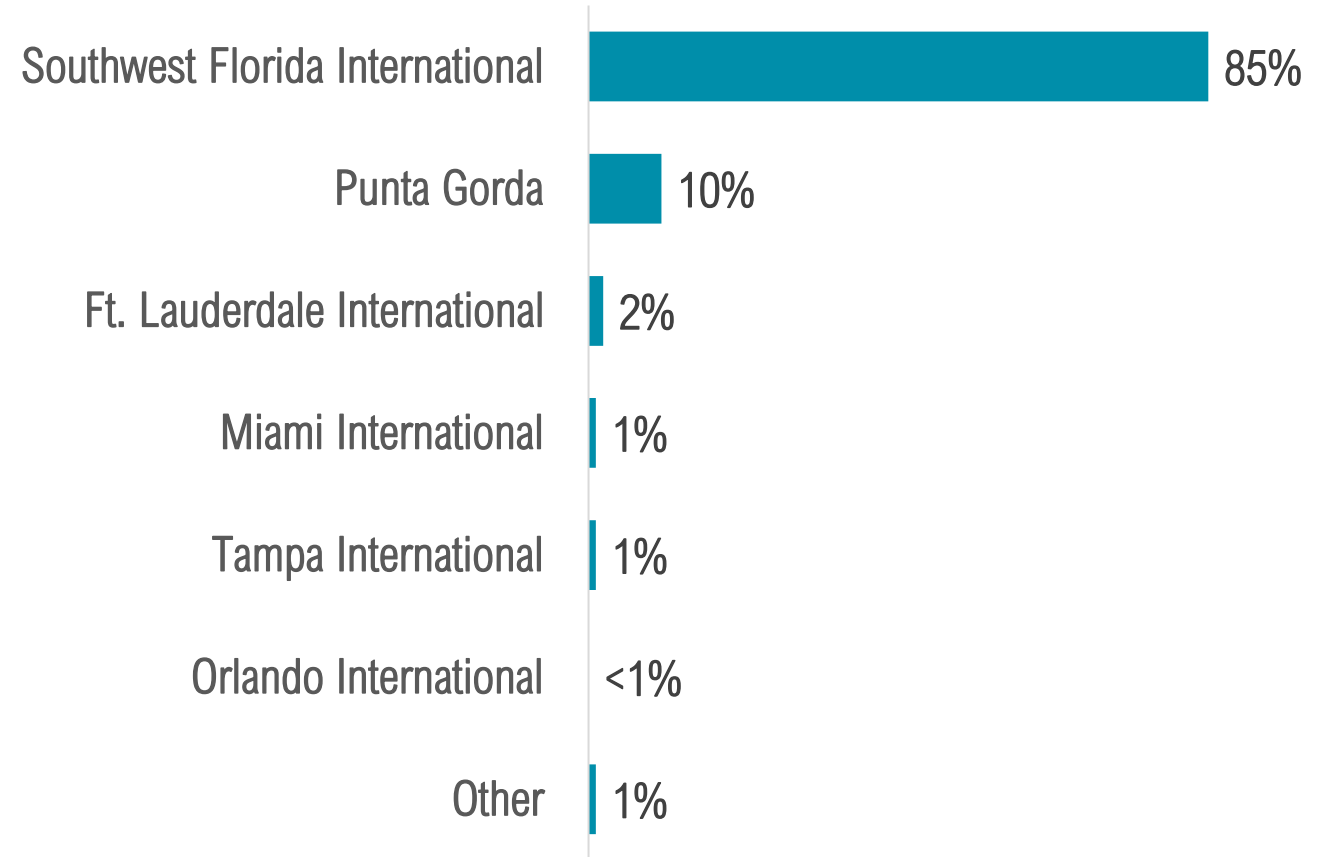 Southwest Florida International 85%
Punta Gorda 10%
Ft. Lauderdale International 2%
Miami International 1%
Tampa International 1%
Orlando International <1%
Other 1%